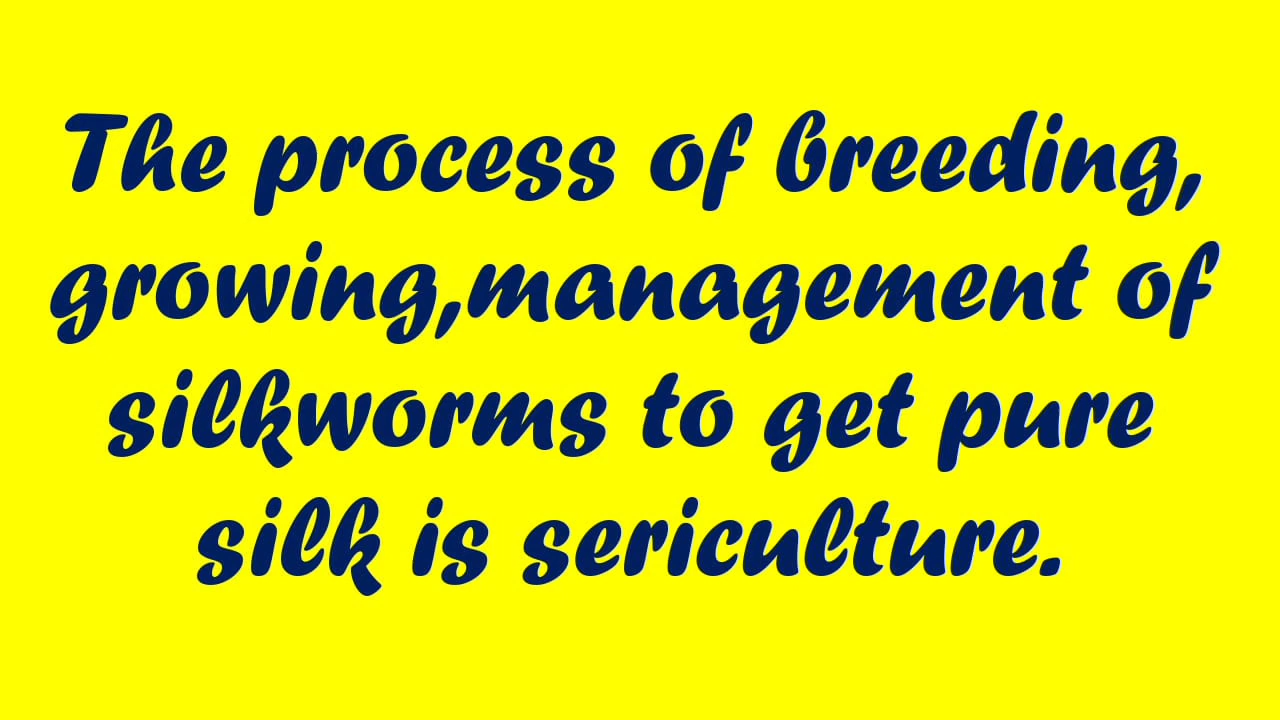 The process of breeding,
growing,management of
silkworms to get pure
silk is sericulture.